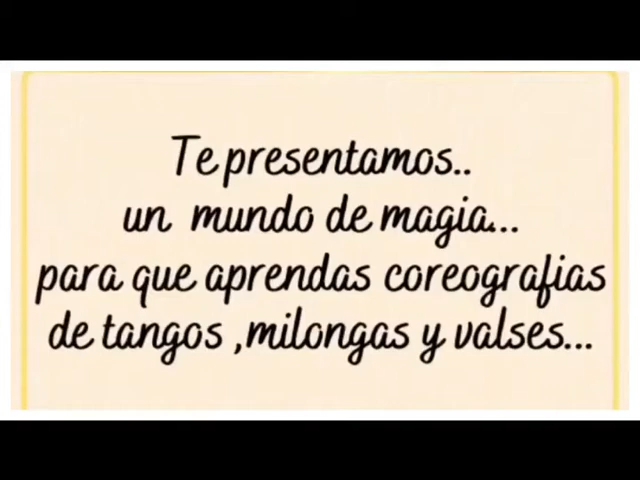 Te presentamos..
un mundo de magia...
para que aprendas coreografias
de tangos ,milongas y valses...